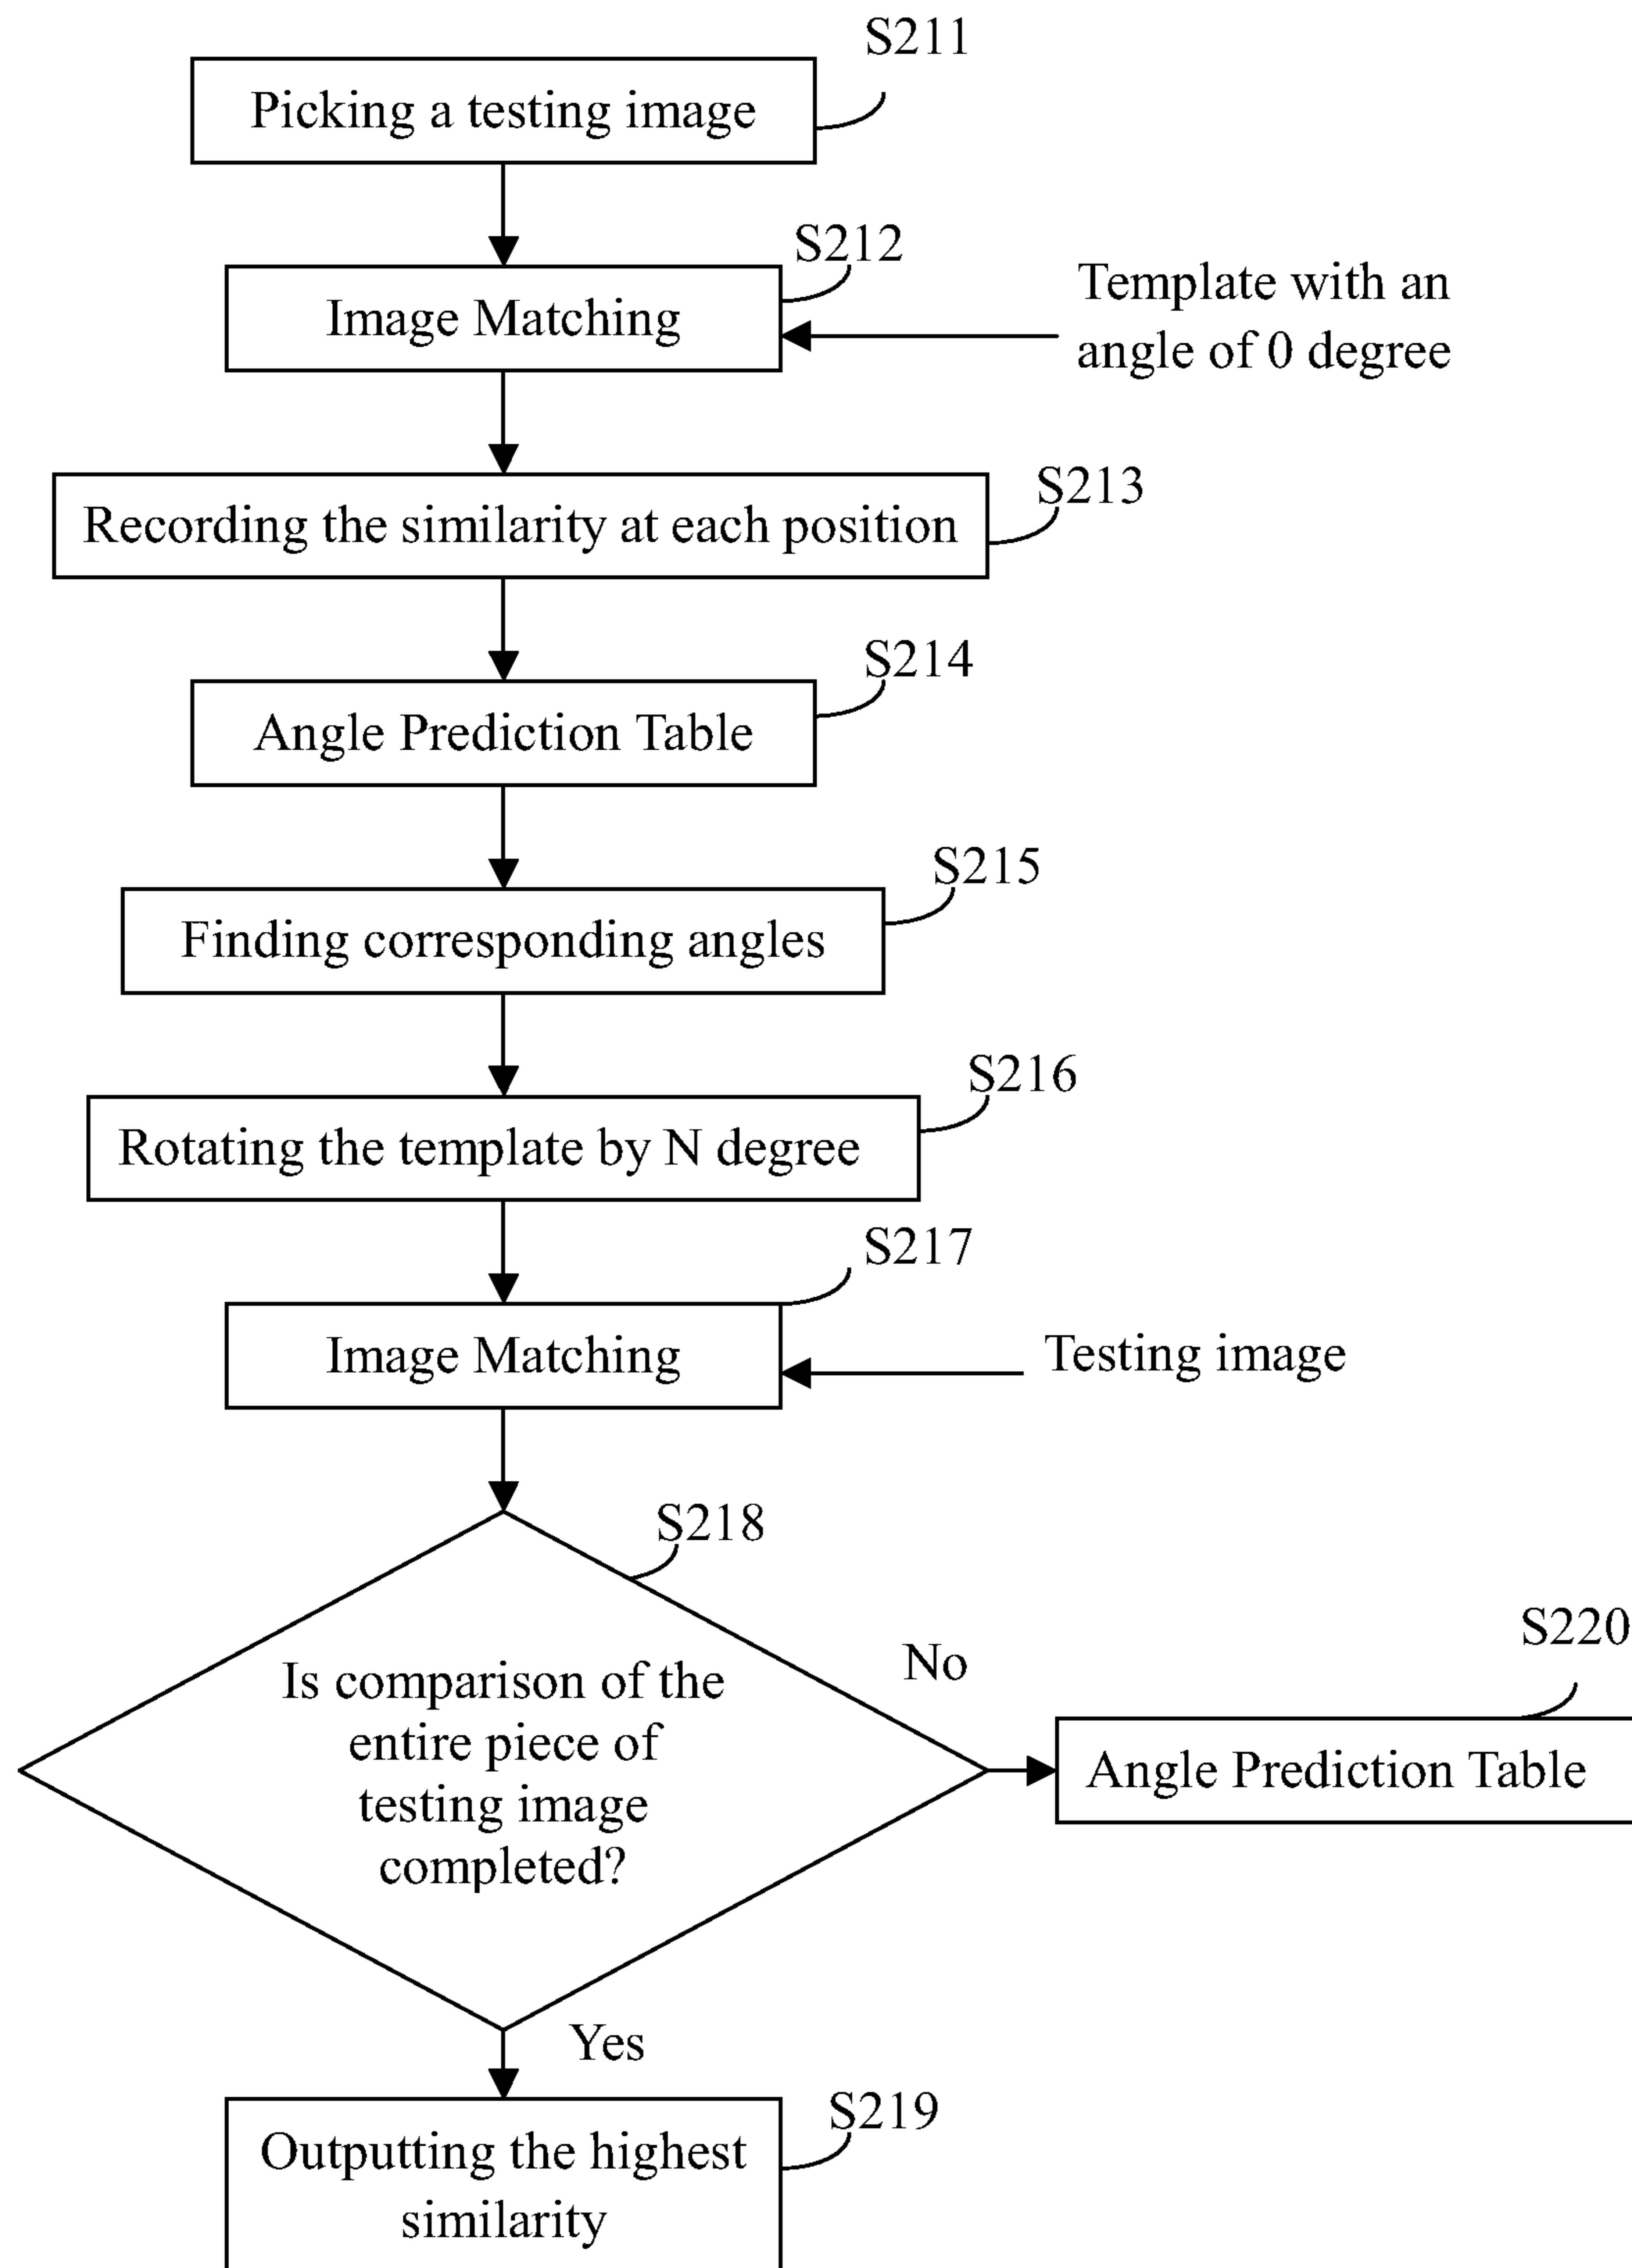 S211
Picking a testing image
S212
Image Matching
Template with an
angle of 0 degree
S213
Recording the similarity at each position
S214
Angle Prediction Table
S215
Finding corresponding angles
S216
Rotating the template by N degree
S217
Image Matching
Testing image
S218
Is comparison of the
entire piece of
testing image
completed?
No
S220
Angle Prediction Table
Yes
S219
Outputting the highest
similarity